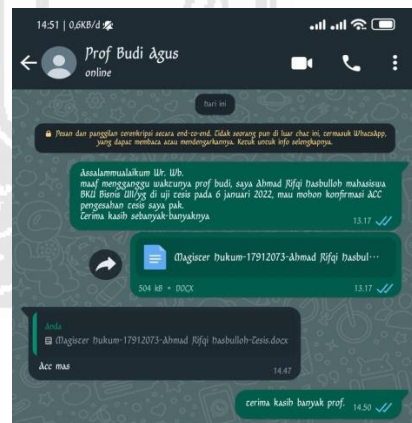 14:51 | 0,6KB/d
Prof Budi Agus
online
Hari ini
Pesan dan panggilan terenkripsi secara end-to-end. Tidak seorang pun di luar chat ini, termasuk WhatsApp,
yang dapat membaca atau mendengarkannya. Ketuk untuk info selengkapnya.
Assalammualaikum Wr. Wb.
maaf mengganggu waktunya prof budi, saya Ahmad Rifqi Hasbulloh mahasiswa
BKU Bisnis UII/yg di uji tesis pada 6 januari 2022, mau mohon konfirmasi ACC
pengesahan tesis saya pak.
Terima kasih sebanyak-banyaknya
13.17
Magister Hukum-17912073-Ahmad Rifqi Hasbul...
504 kB • DOCX
13.17
Anda
Magister Hukum-17912073-Ahmad Rifqi Hasbulloh-Tesis.docx
Acc mas
14.47
terima kasih banyak prof.
14.50